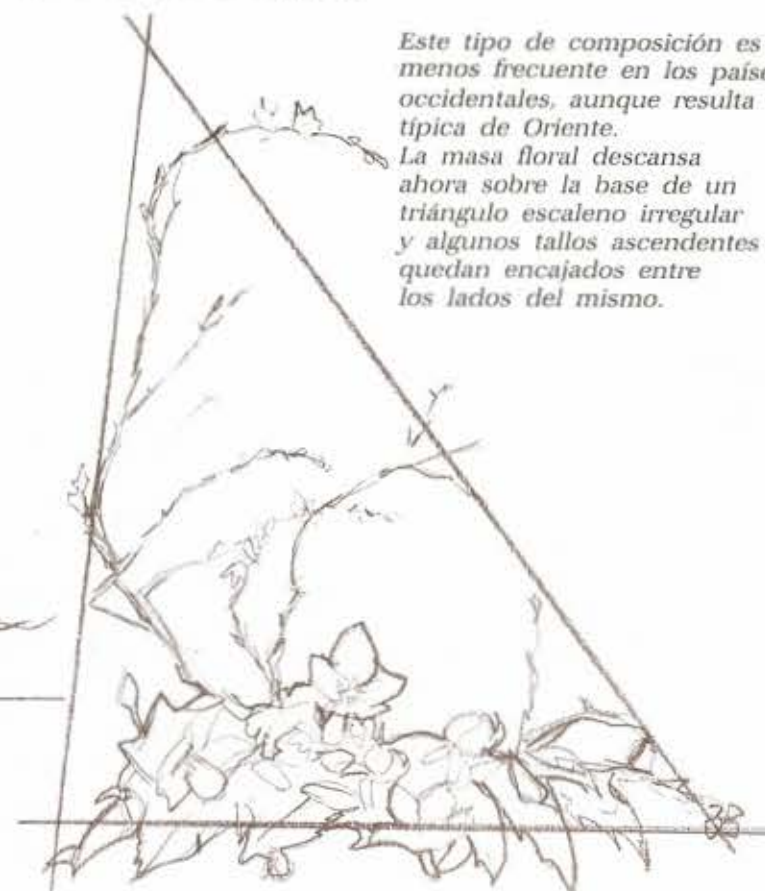 Este tipo de composición es
menos frecuente en los paíse
occidentales, aunque resulta
típica de Oriente.
La masa floral descansa
ahora sobre la base de un
triángulo escaleno irregular
y algunos tallos ascendentes
quedan encajados entre
los lados del mismo.